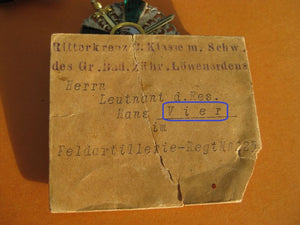 Ritterkreuz 2. Klasse m. Schw.
des Gr. Bad. Zähr. Löwenordens
Herrn
Leutnant d. Res.
Hans Vier
im
Feldartillerie-Regt